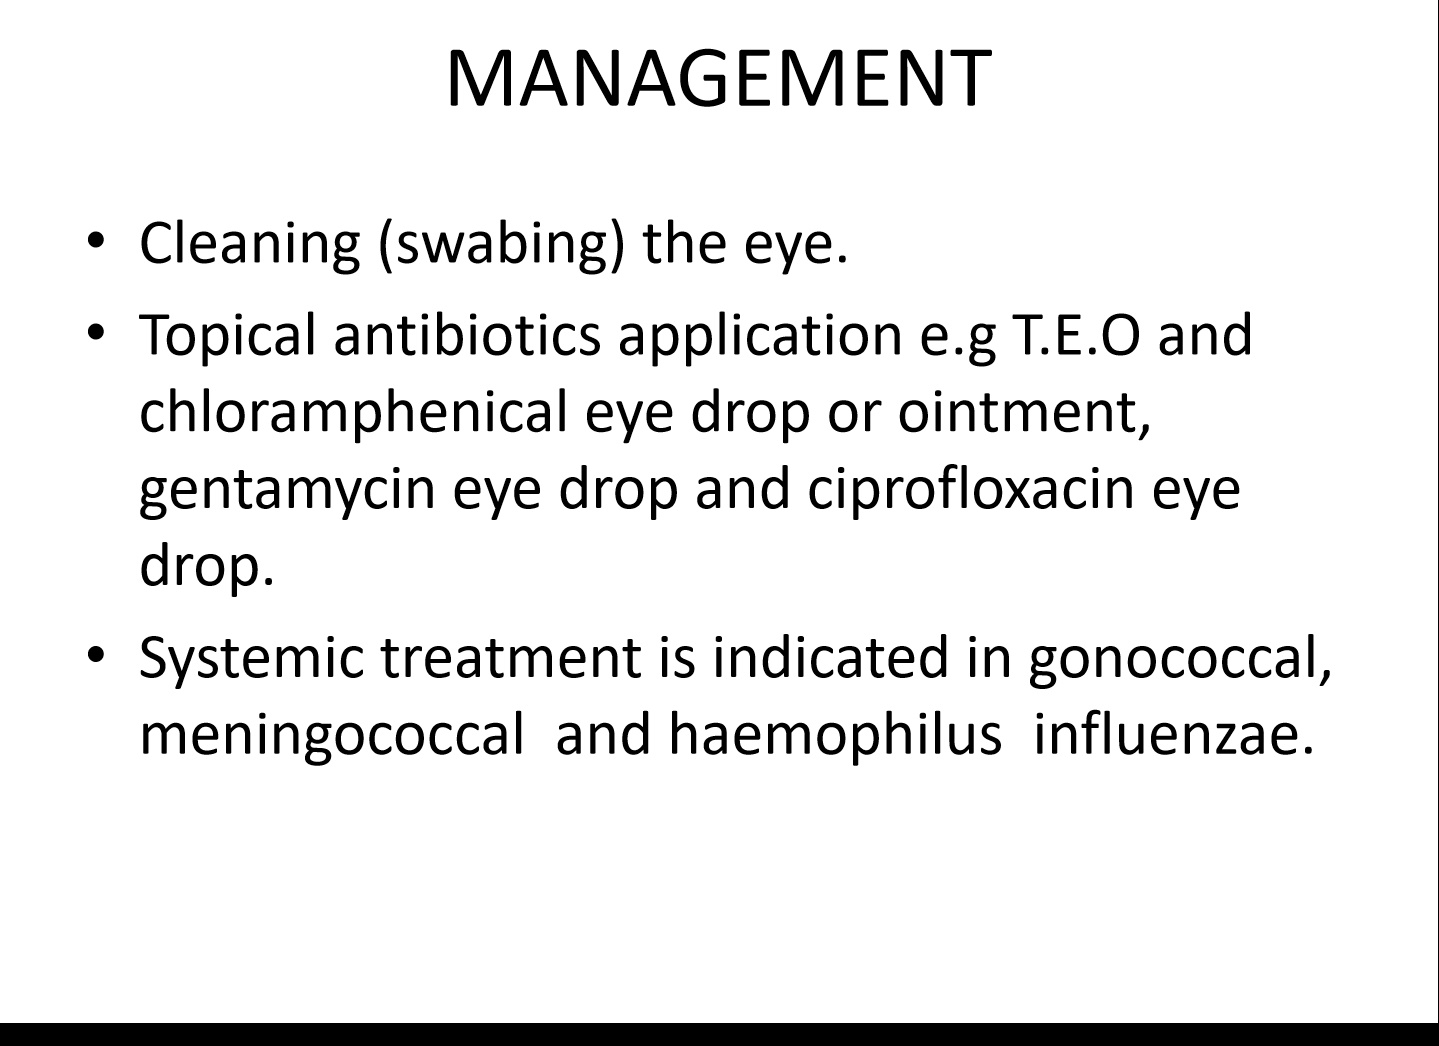 MANAGEMENT
• Cleaning (swabing) the eye.
• Topical antibiotics application e.g T.E.O and
chloramphenical eye drop or ointment,
gentamycin eye drop and ciprofloxacin eye
drop.
• Systemic treatment is indicated in gonococcal,
meningococcal  and haemophilus  influenzae.